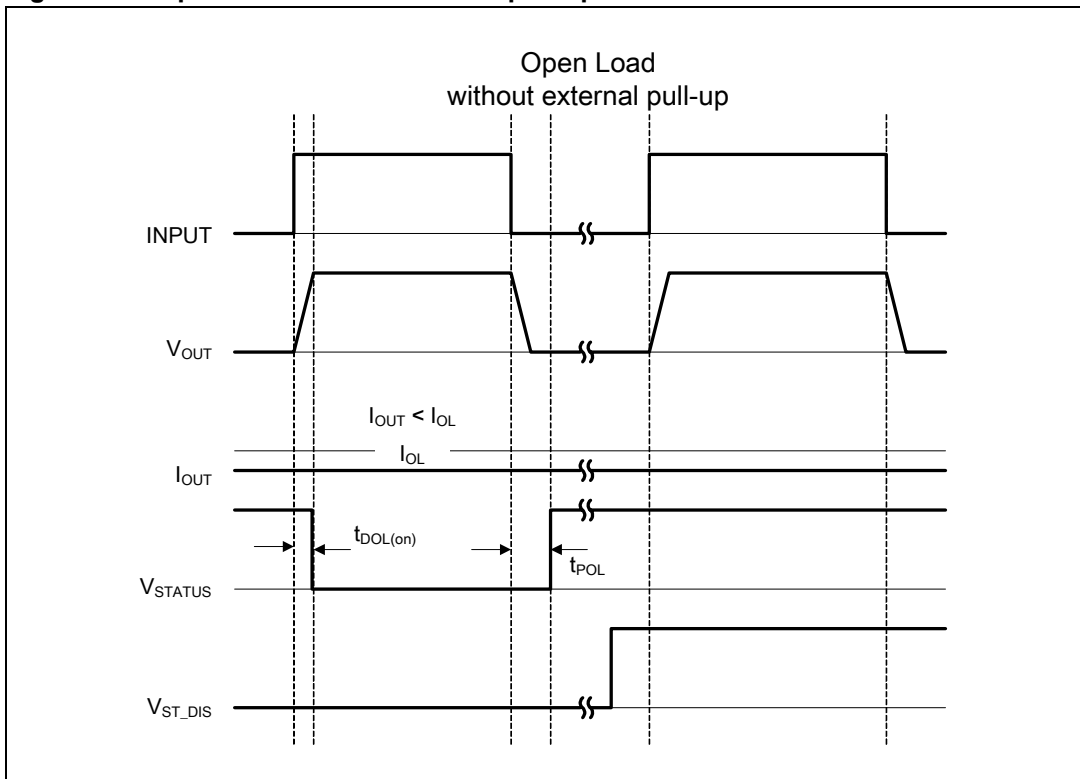 Open Load
without external pull-up
INPUT
VOUT
IOUT < IOL
IOL
IOUT
tDOL(on)
tPOL
VSTATUS
VST_DIS